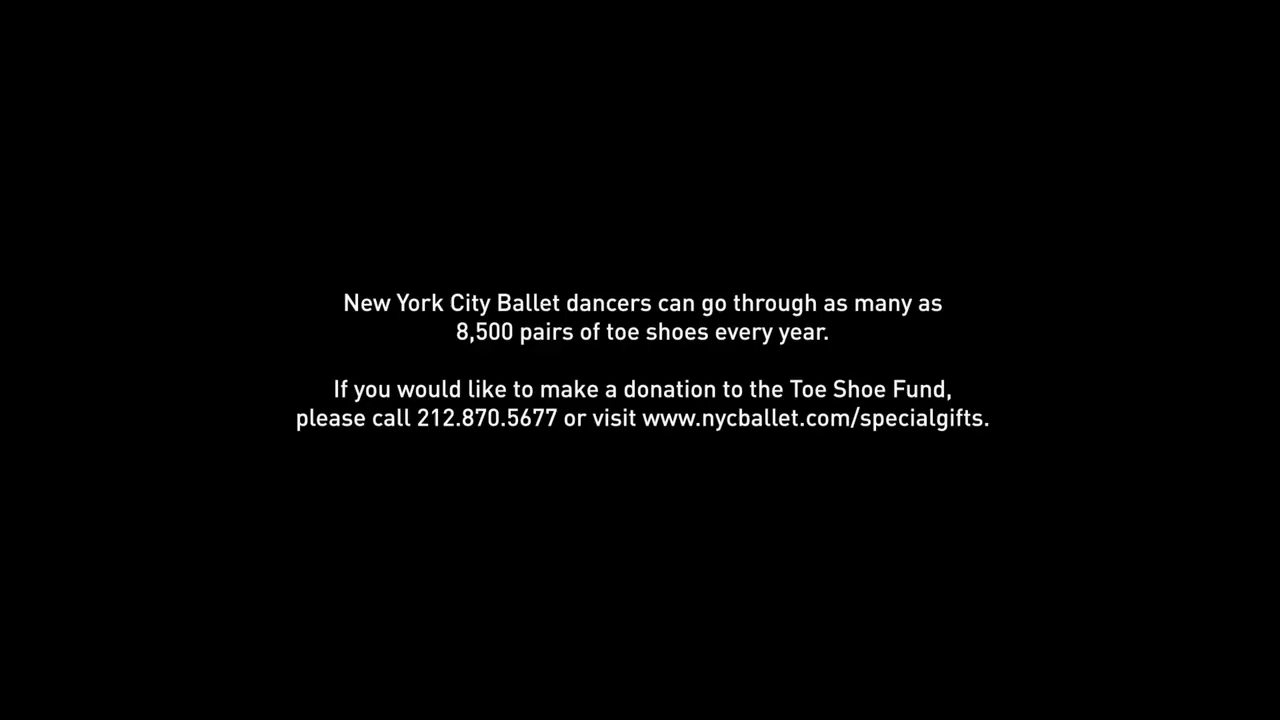 New York City Ballet dancers can go through as many as
8,500 pairs of toe shoes every year.
If you would like to make a donation to the Toe Shoe Fund,
please call 212.870.5677 or visit www.nycballet.com/specialgifts.